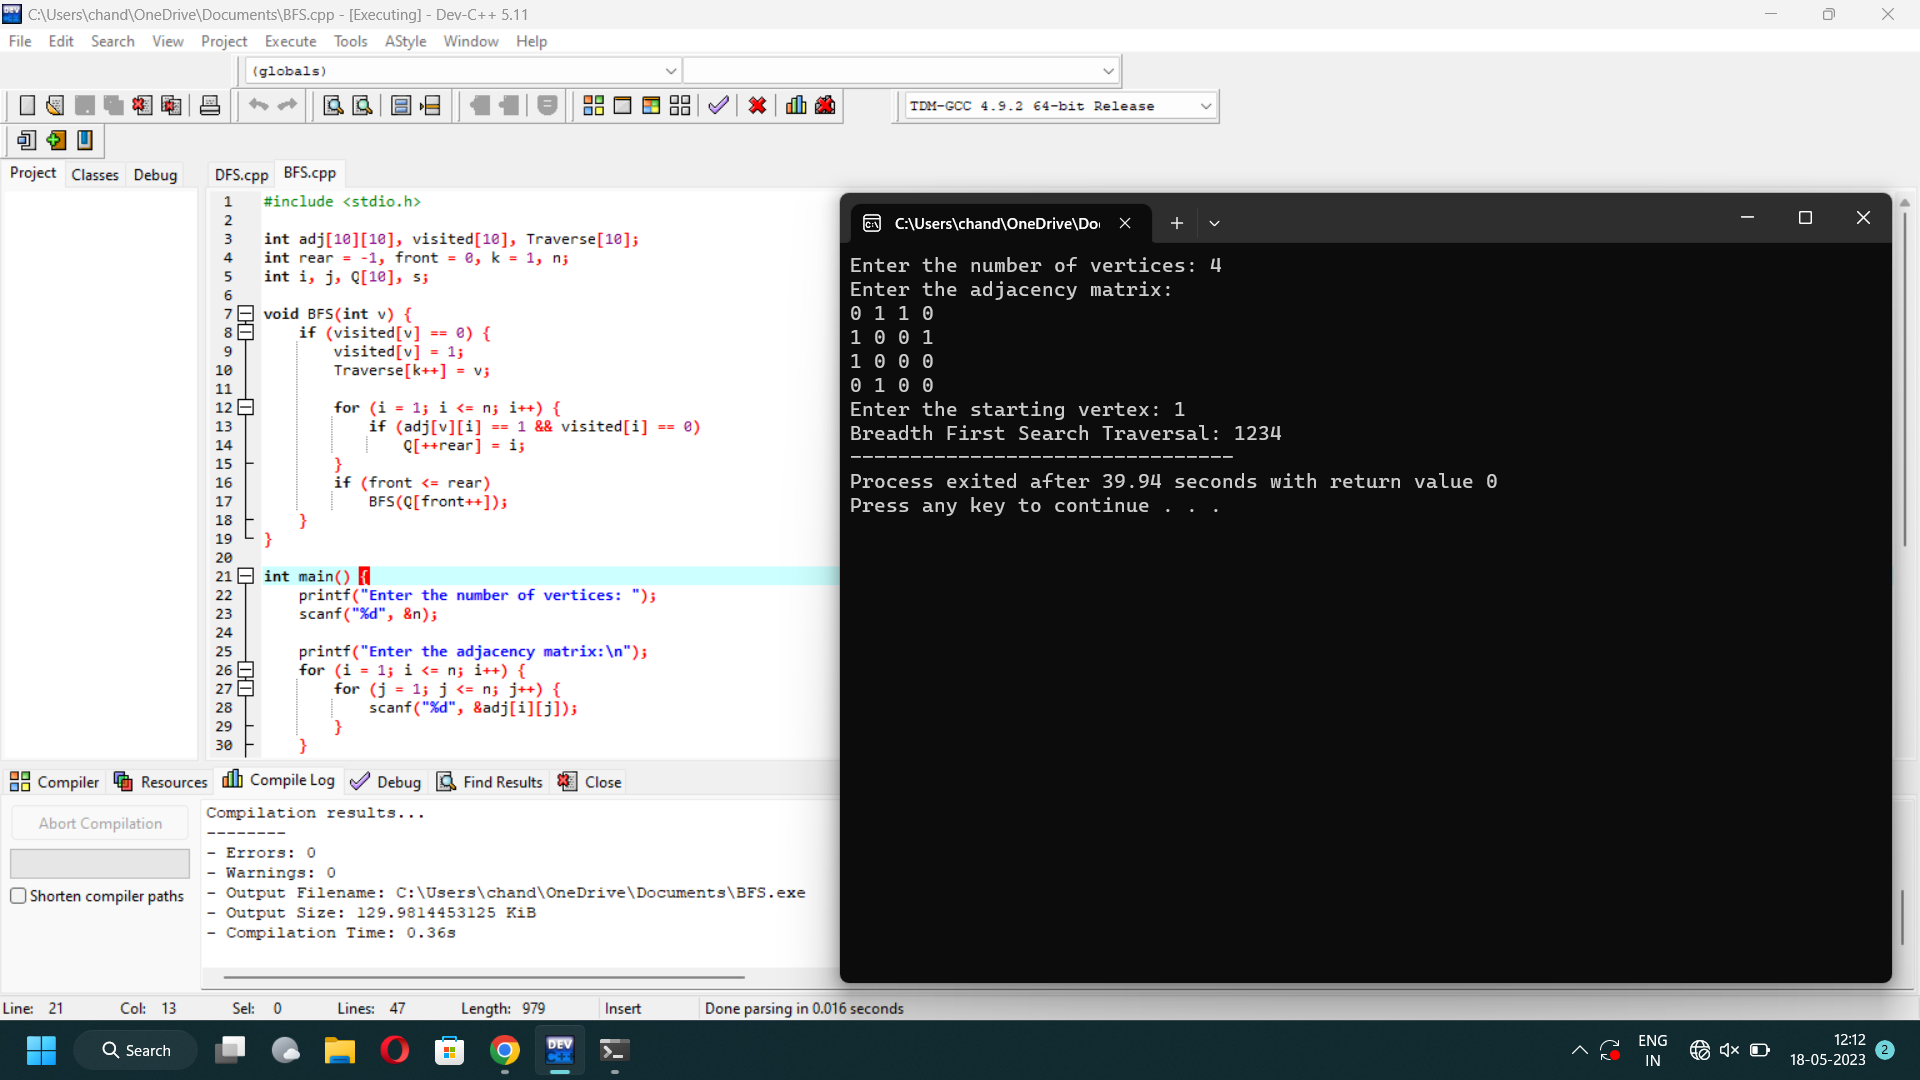 C:\Users\chand\OneDrive\Documents\BFS.cpp - [Executing] - Dev-C++ 5.11
File Edit Search View Project Execute Tools AStyle Window Help
(globals)
TDM-GCC 4.9.2 64-bit Release
Project Classes Debug
DFS.cpp BFS.cpp
1 #include <stdio.h>
2
3 int adj[10][10], visited[10], Traverse[10];
4 int rear = -1, front = 0, k = 1, n;
5 int i, j, Q[10], s;
6
7 void BFS(int v) {
8 if (visited[v] == 0) {
9 visited[v] = 1;
10 Traverse[k++] = v;
11
12 for (i = 1; i <= n; i++) {
13 if (adj[v][i] == 1 && visited[i] == 0)
14 Q[++rear] = i;
15 }
16 if (front <= rear)
17 BFS(Q[front++]);
18 }
19 }
20
21 int main() {
22 printf("Enter the number of vertices: ");
23 scanf("%d", &n);
24
25 printf("Enter the adjacency matrix:\n");
26 for (i = 1; i <= n; i++) {
27 for (j = 1; j <= n; j++) {
28 scanf("%d", &adj[i][j]);
29 }
30 }
C:\Users\chand\OneDrive\Do
Enter the number of vertices: 4
Enter the adjacency matrix:
0 1 1 0
1 0 0 1
1 0 0 0
0 1 0 0
Enter the starting vertex: 1
Breadth First Search Traversal: 1234
--------------------------------
Process exited after 39.94 seconds with return value 0
Press any key to continue . . .
Compiler Resources Compile Log Debug Find Results Close
Abort Compilation
Shorten compiler paths
Compilation results...
--------
- Errors: 0
- Warnings: 0
- Output Filename: C:\Users\chand\OneDrive\Documents\BFS.exe
- Output Size: 129.9814453125 KiB
- Compilation Time: 0.36s
Line: 21 Col: 13 Sel: 0 Lines: 47 Length: 979 Insert Done parsing in 0.016 seconds
Search
DEV C++
ENG
IN
12:12
18-05-2023
2